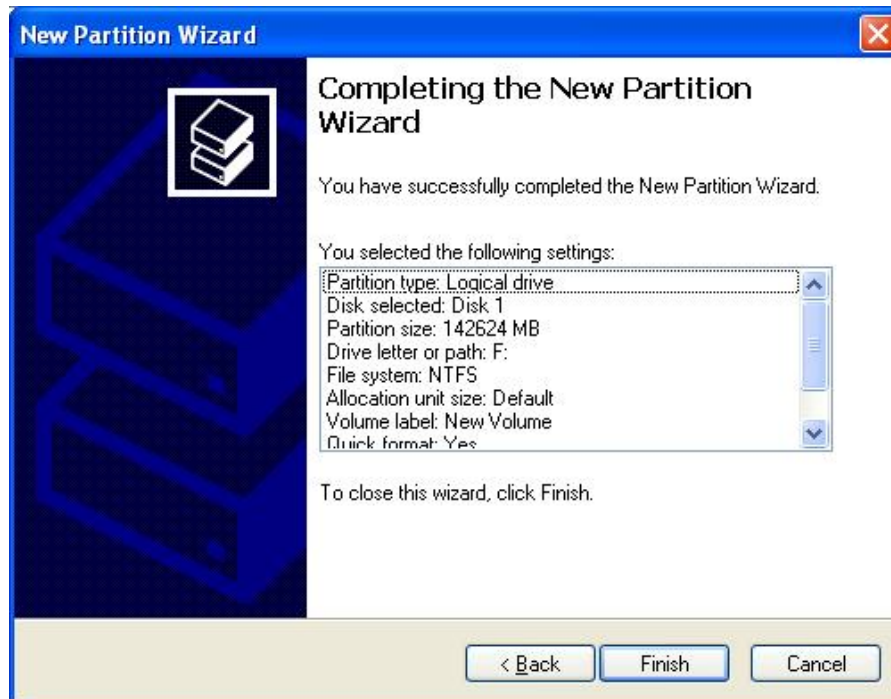 New Partition Wizard
Completing the New Partition
Wizard
You have successfully completed the New Partition Wizard.
You selected the following settings:
Partition type: Logical drive
Disk selected: Disk 1
Partition size: 142624 MB
Drive letter or path: F:
File system: NTFS
Allocation unit size: Default
Volume label: New Volume
Quick format: Yes
To close this wizard, click Finish.
< Back
Finish
Cancel